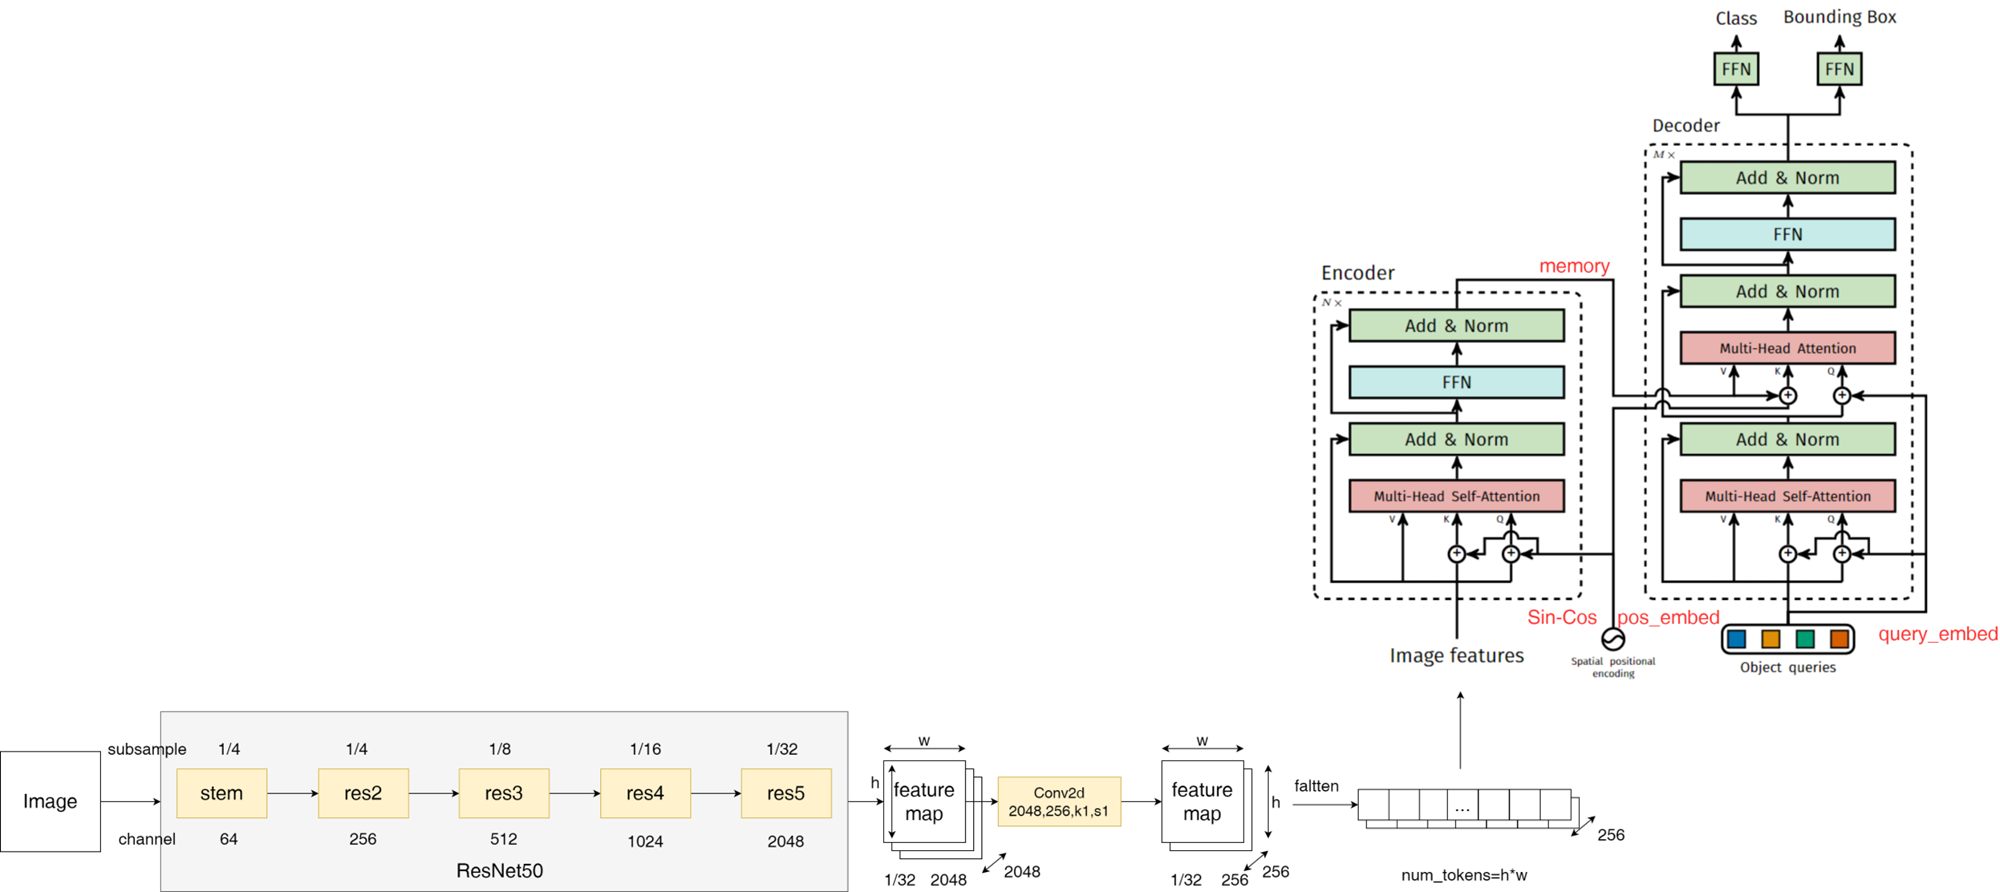 Class Bounding Box
FFN FFN
Decoder
M ×
Add & Norm
FFN
Add & Norm
Multi-Head Attention
V K Q
Add & Norm
Multi-Head Self-Attention
V K Q
query_embed
Object queries
memory
Encoder
N ×
Add & Norm
FFN
Add & Norm
Multi-Head Self-Attention
V K Q
Sin-Cos pos_embed
Spatial positional
encoding
Image features
Image
subsample 1/4 1/4 1/8 1/16 1/32
stem res2 res3 res4 res5
channel 64 256 512 1024 2048
ResNet50
w
h
feature
map
1/32 2048 2048
Conv2d
2048,256,k1,s1
w
feature
map
h
1/32 256 256
faltten
...
256
num_tokens=h*w